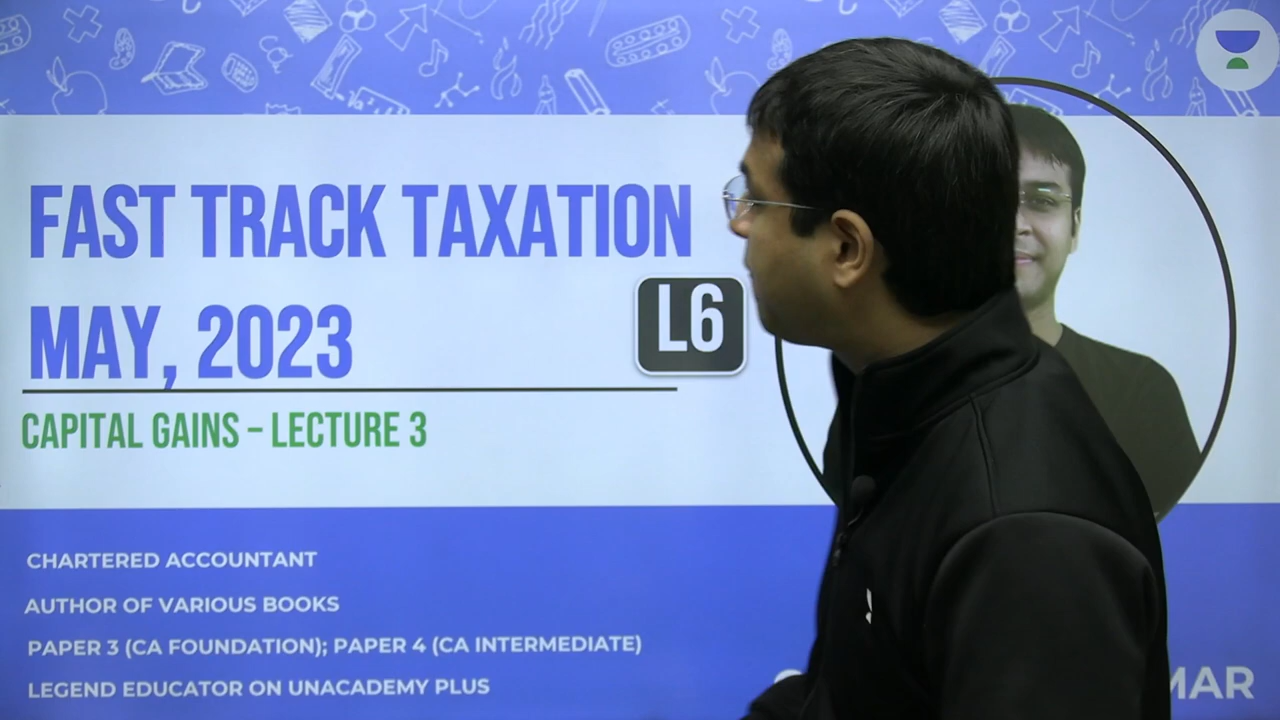 FAST TRACK TAXATION
MAY, 2023
L6
CAPITAL GAINS – LECTURE 3
CHARTERED ACCOUNTANT
AUTHOR OF VARIOUS BOOKS
PAPER 3 (CA FOUNDATION); PAPER 4 (CA INTERMEDIATE)
LEGEND EDUCATOR ON UNACADEMY PLUS